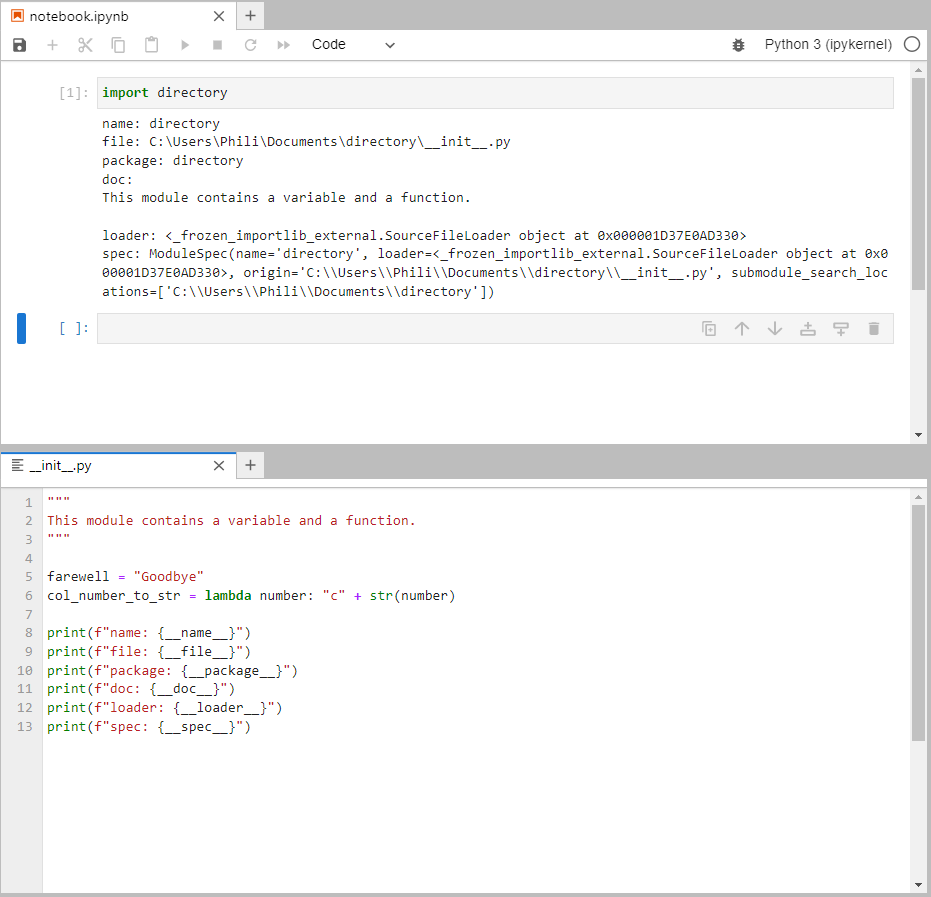 notebook.ipynb
Code
Python 3 (ipykernel)
[1]: import directory
name: directory
file: C:\Users\Phili\Documents\directory\__init__.py
package: directory
doc:
This module contains a variable and a function.
loader: <_frozen_importlib_external.SourceFileLoader object at 0x000001D37E0AD330>
spec: ModuleSpec(name='directory', loader=<_frozen_importlib_external.SourceFileLoader object at 0x0
00001D37E0AD330>, origin='C:\\Users\\Phili\\Documents\\directory\\__init__.py', submodule_search_loc
ations=['C:\\Users\\Phili\\Documents\\directory'])
[ ]:
__init__.py
1 """
2 This module contains a variable and a function.
3 """
4
5 farewell = "Goodbye"
6 col_number_to_str = lambda number: "c" + str(number)
7
8 print(f"name: {__name__}")
9 print(f"file: {__file__}")
10 print(f"package: {__package__}")
11 print(f"doc: {__doc__}")
12 print(f"loader: {__loader__}")
13 print(f"spec: {__spec__}")